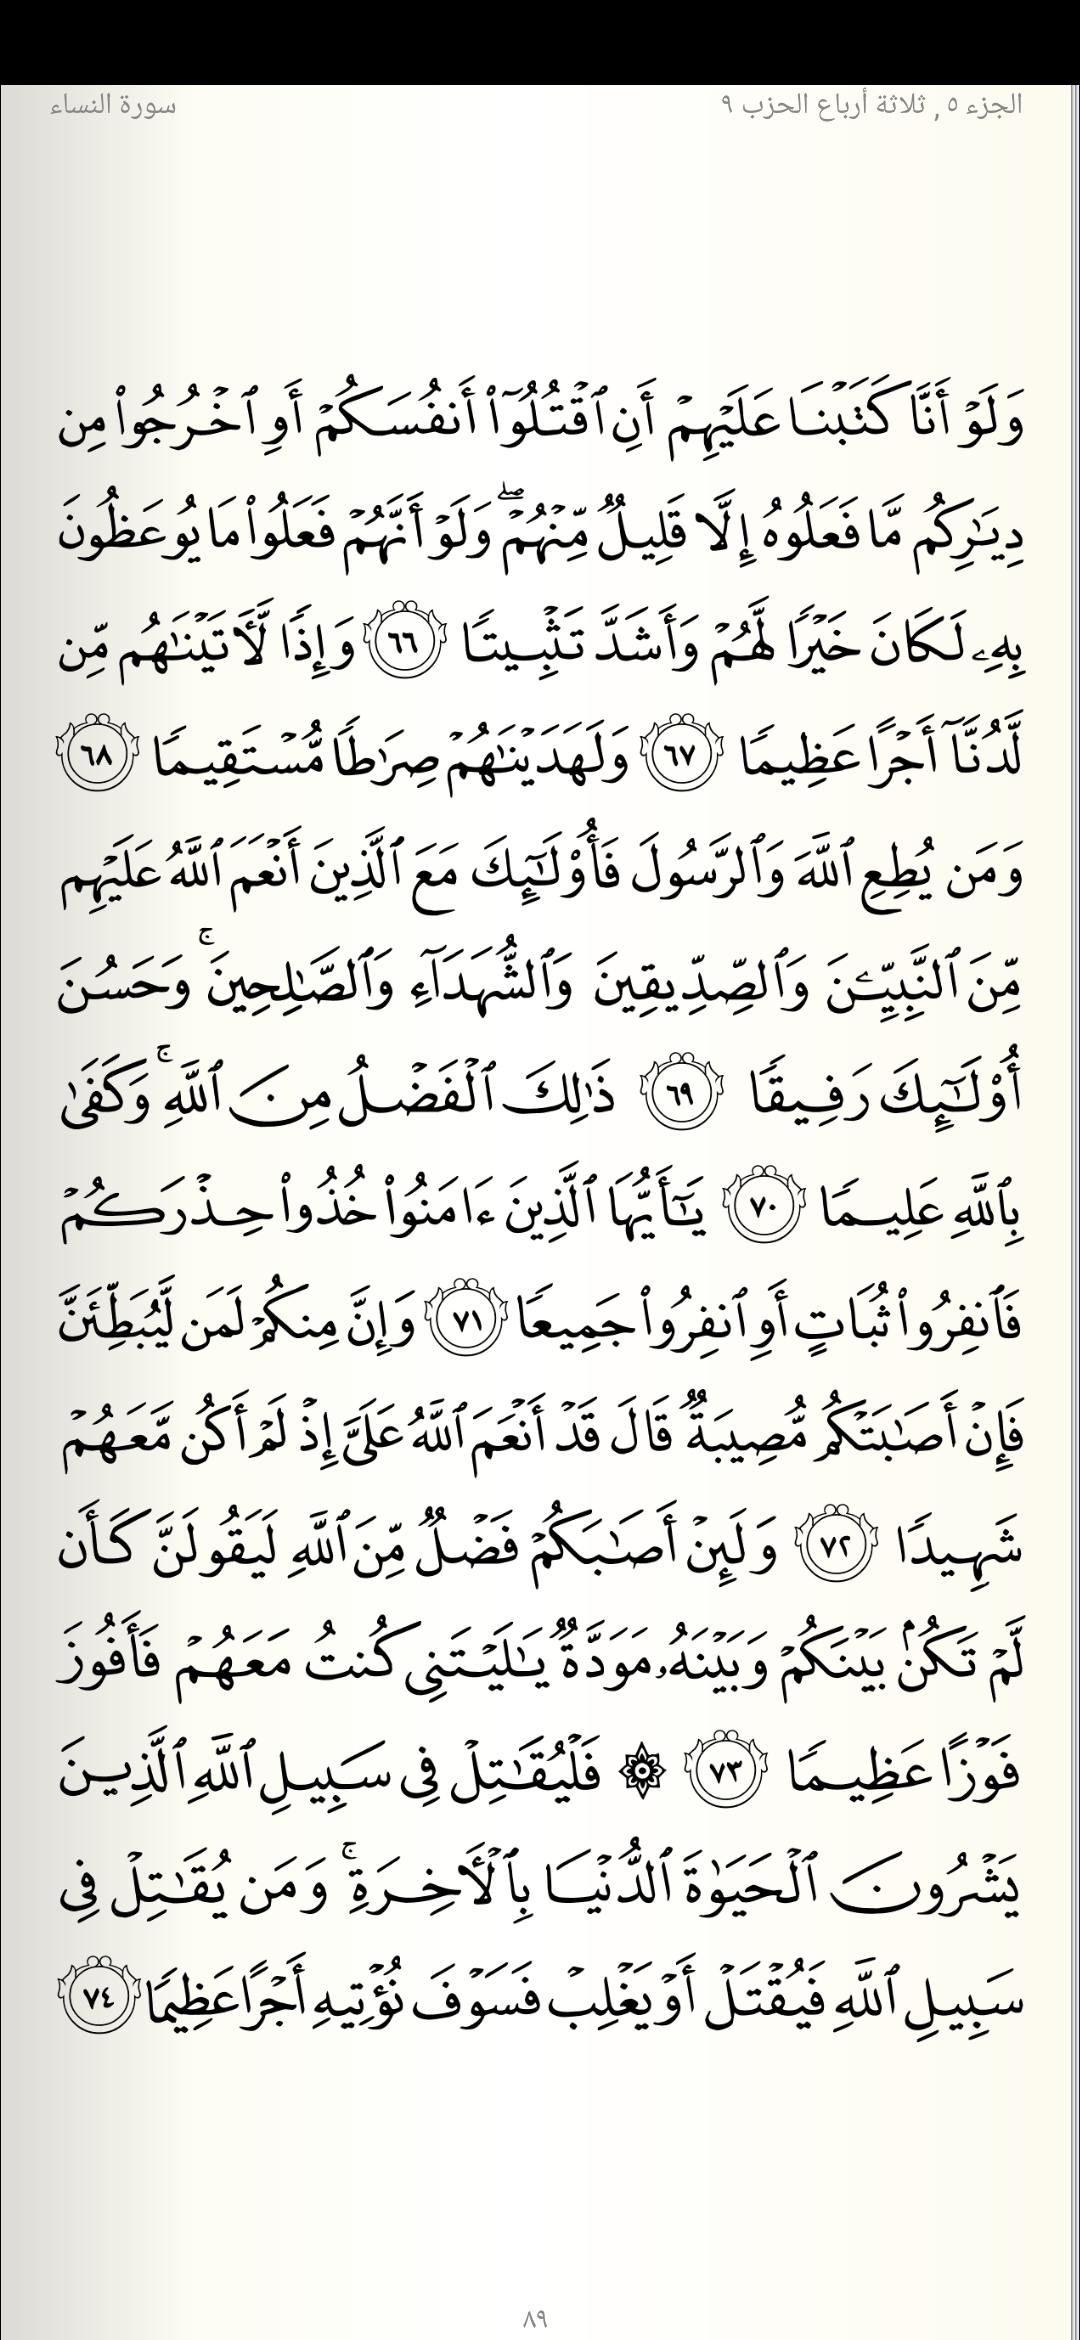 الجزء ٥ , ثلاثة أرباع الحزب ٩
سورة النساء
وَلَوۡ أَنَّا كَتَبۡنَا عَلَيۡهِمۡ أَنِ ٱقۡتُلُوٓاْ أَنفُسَكُمۡ أَوِ ٱخۡرُجُواْ مِن
دِيَٰرِكُم مَّا فَعَلُوهُ إِلَّا قَلِيلٞ مِّنۡهُمۡۖ وَلَوۡ أَنَّهُمۡ فَعَلُواْ مَا يُوعَظُونَ
بِهِۦ لَكَانَ خَيۡرٗا لَّهُمۡ وَأَشَدَّ تَثۡبِيتٗا ٦٦ وَإِذٗا لَّأٓتَيۡنَٰهُم مِّن
لَّدُنَّآ أَجۡرًا عَظِيمٗا ٦٧ وَلَهَدَيۡنَٰهُمۡ صِرَٰطٗا مُّسۡتَقِيمٗا ٦٨
وَمَن يُطِعِ ٱللَّهَ وَٱلرَّسُولَ فَأُوْلَٰٓئِكَ مَعَ ٱلَّذِينَ أَنۡعَمَ ٱللَّهُ عَلَيۡهِم
مِّنَ ٱلنَّبِيِّـۧنَ وَٱلصِّدِّيقِينَ وَٱلشُّهَدَآءِ وَٱلصَّٰلِحِينَۚ وَحَسُنَ
أُوْلَٰٓئِكَ رَفِيقٗا ٦٩ ذَٰلِكَ ٱلۡفَضۡلُ مِنَ ٱللَّهِۚ وَكَفَىٰ
بِٱللَّهِ عَلِيمٗا ٧٠ يَٰٓأَيُّهَا ٱلَّذِينَ ءَامَنُواْ خُذُواْ حِذۡرَكُمۡ
فَٱنفِرُواْ ثُبَاتٍ أَوِ ٱنفِرُواْ جَمِيعٗا ٧١ وَإِنَّ مِنكُمۡ لَمَن لَّيُبَطِّئَنَّ
فَإِنۡ أَصَٰبَتۡكُم مُّصِيبَةٞ قَالَ قَدۡ أَنۡعَمَ ٱللَّهُ عَلَيَّ إِذۡ لَمۡ أَكُن مَّعَهُمۡ
شَهِيدٗا ٧٢ وَلَئِنۡ أَصَٰبَكُمۡ فَضۡلٞ مِّنَ ٱللَّهِ لَيَقُولَنَّ كَأَن
لَّمۡ تَكُنۢ بَيۡنَكُمۡ وَبَيۡنَهُۥ مَوَدَّةٞ يَٰلَيۡتَنِي كُنتُ مَعَهُمۡ فَأَفُوزَ
فَوۡزًا عَظِيمٗا ٧٣ ۞ فَلۡيُقَٰتِلۡ فِي سَبِيلِ ٱللَّهِ ٱلَّذِينَ
يَشۡرُونَ ٱلۡحَيَوٰةَ ٱلدُّنۡيَا بِٱلۡأٓخِرَةِۚ وَمَن يُقَٰتِلۡ فِي
سَبِيلِ ٱللَّهِ فَيُقۡتَلۡ أَوۡ يَغۡلِبۡ فَسَوۡفَ نُؤۡتِيهِ أَجۡرًا عَظِيمٗا ٧٤
٨٩